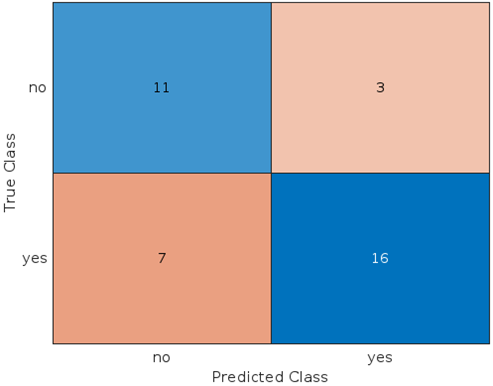 True Class
no
11
3
yes
7
16
no
yes
Predicted Class